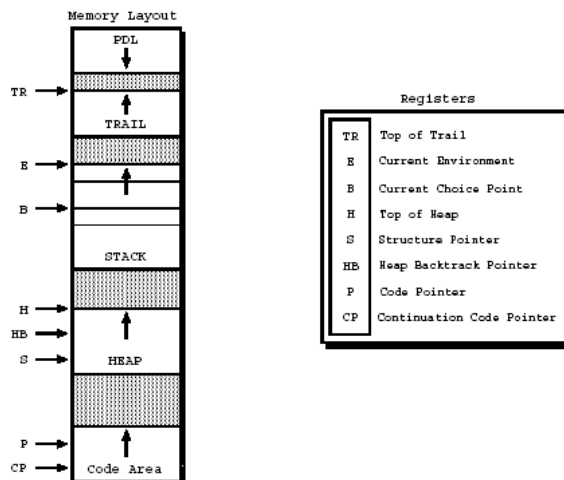 Memory Layout
PDL
TR
TRAIL
E
B
STACK
H
HB
S
HEAP
P
CP
Code Area
Registers
TR Top of Trail
E Current Environment
B Current Choice Point
H Top of Heap
S Structure Pointer
HB Heap Backtrack Pointer
P Code Pointer
CP Continuation Code Pointer